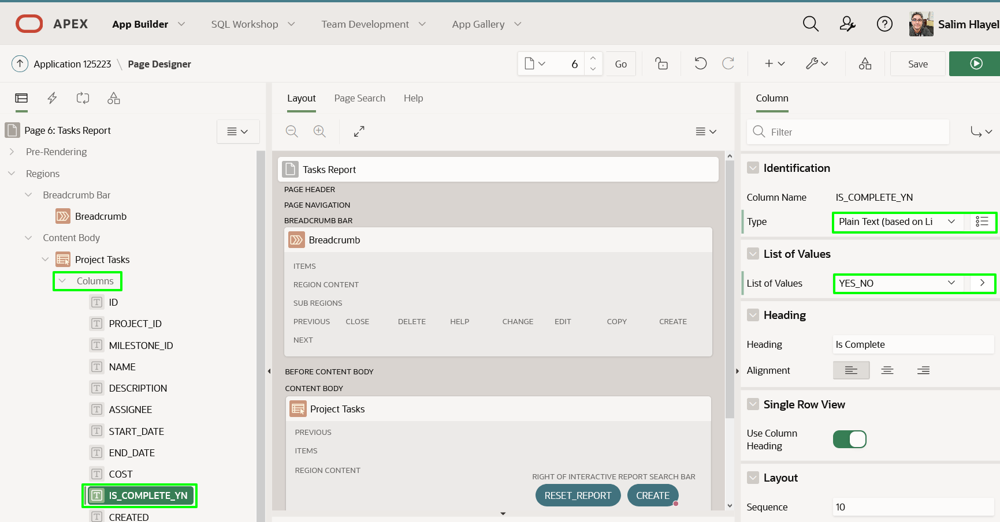 APEX App Builder SQL Workshop Team Development App Gallery Salim Hlayel
Application 125223 \ Page Designer 6 Go Save
Page 6: Tasks Report
Pre-Rendering
Regions
Breadcrumb Bar
Breadcrumb
Content Body
Project Tasks
Columns
ID
PROJECT_ID
MILESTONE_ID
NAME
DESCRIPTION
ASSIGNEE
START_DATE
END_DATE
COST
IS_COMPLETE_YN
CREATED
Layout Page Search Help
Tasks Report
PAGE HEADER
PAGE NAVIGATION
BREADCRUMB BAR
Breadcrumb
ITEMS
REGION CONTENT
SUB REGIONS
PREVIOUS CLOSE DELETE HELP CHANGE EDIT COPY CREATE
NEXT
BEFORE CONTENT BODY
CONTENT BODY
Project Tasks
PREVIOUS
ITEMS
REGION CONTENT
RIGHT OF INTERACTIVE REPORT SEARCH BAR
RESET_REPORT CREATE
Column
Filter
Identification
Column Name IS_COMPLETE_YN
Type Plain Text (based on Li
List of Values
List of Values YES_NO
Heading
Heading Is Complete
Alignment
Single Row View
Use Column
Heading
Layout
Sequence 10